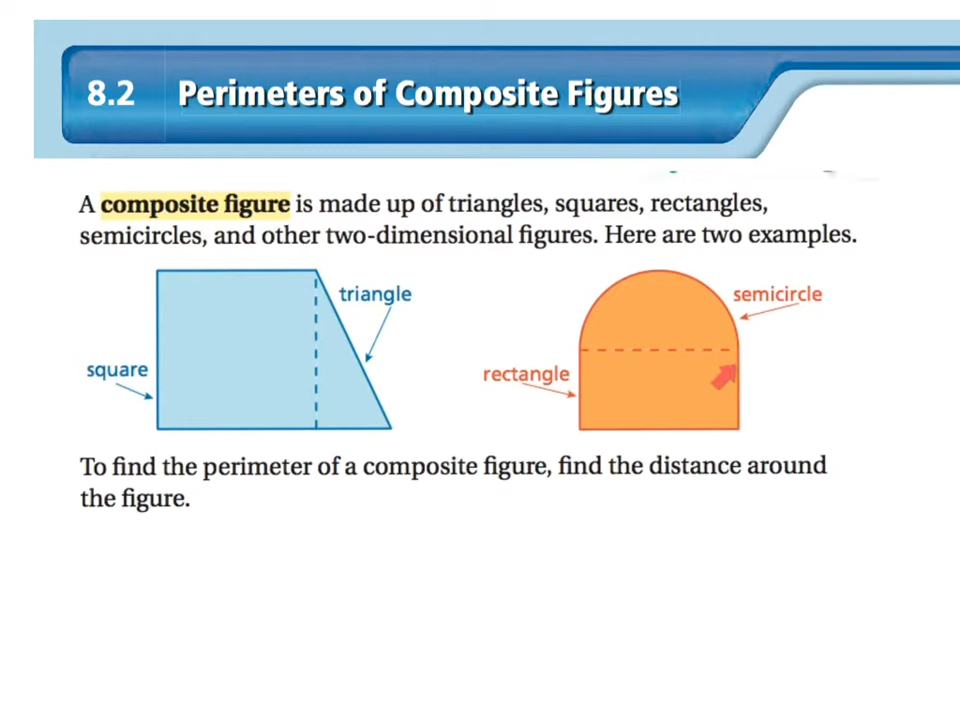 8.2 Perimeters of Composite Figures
A composite figure is made up of triangles, squares, rectangles,
semicircles, and other two-dimensional figures. Here are two examples.
triangle
square
semicircle
rectangle
To find the perimeter of a composite figure, find the distance around
the figure.